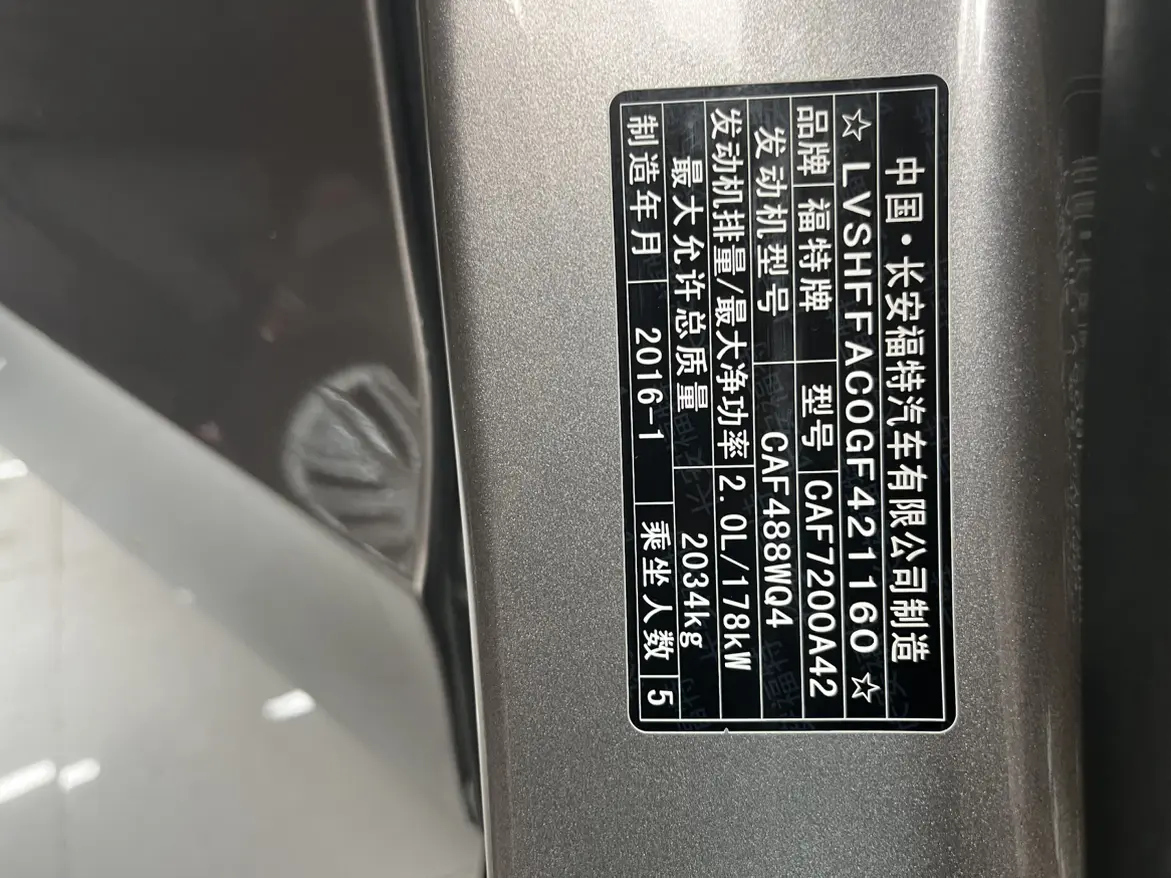 中国·长安福特汽车有限公司制造
☆LVSHFFAC0GF421160☆
品牌 福特牌 型号 CAF7200A42
发动机型号 CAF488WQ4
发动机排量/最大净功率 2.0L/178kW
最大允许总质量 2034kg
制造年月 2016-1 乘坐人数 5